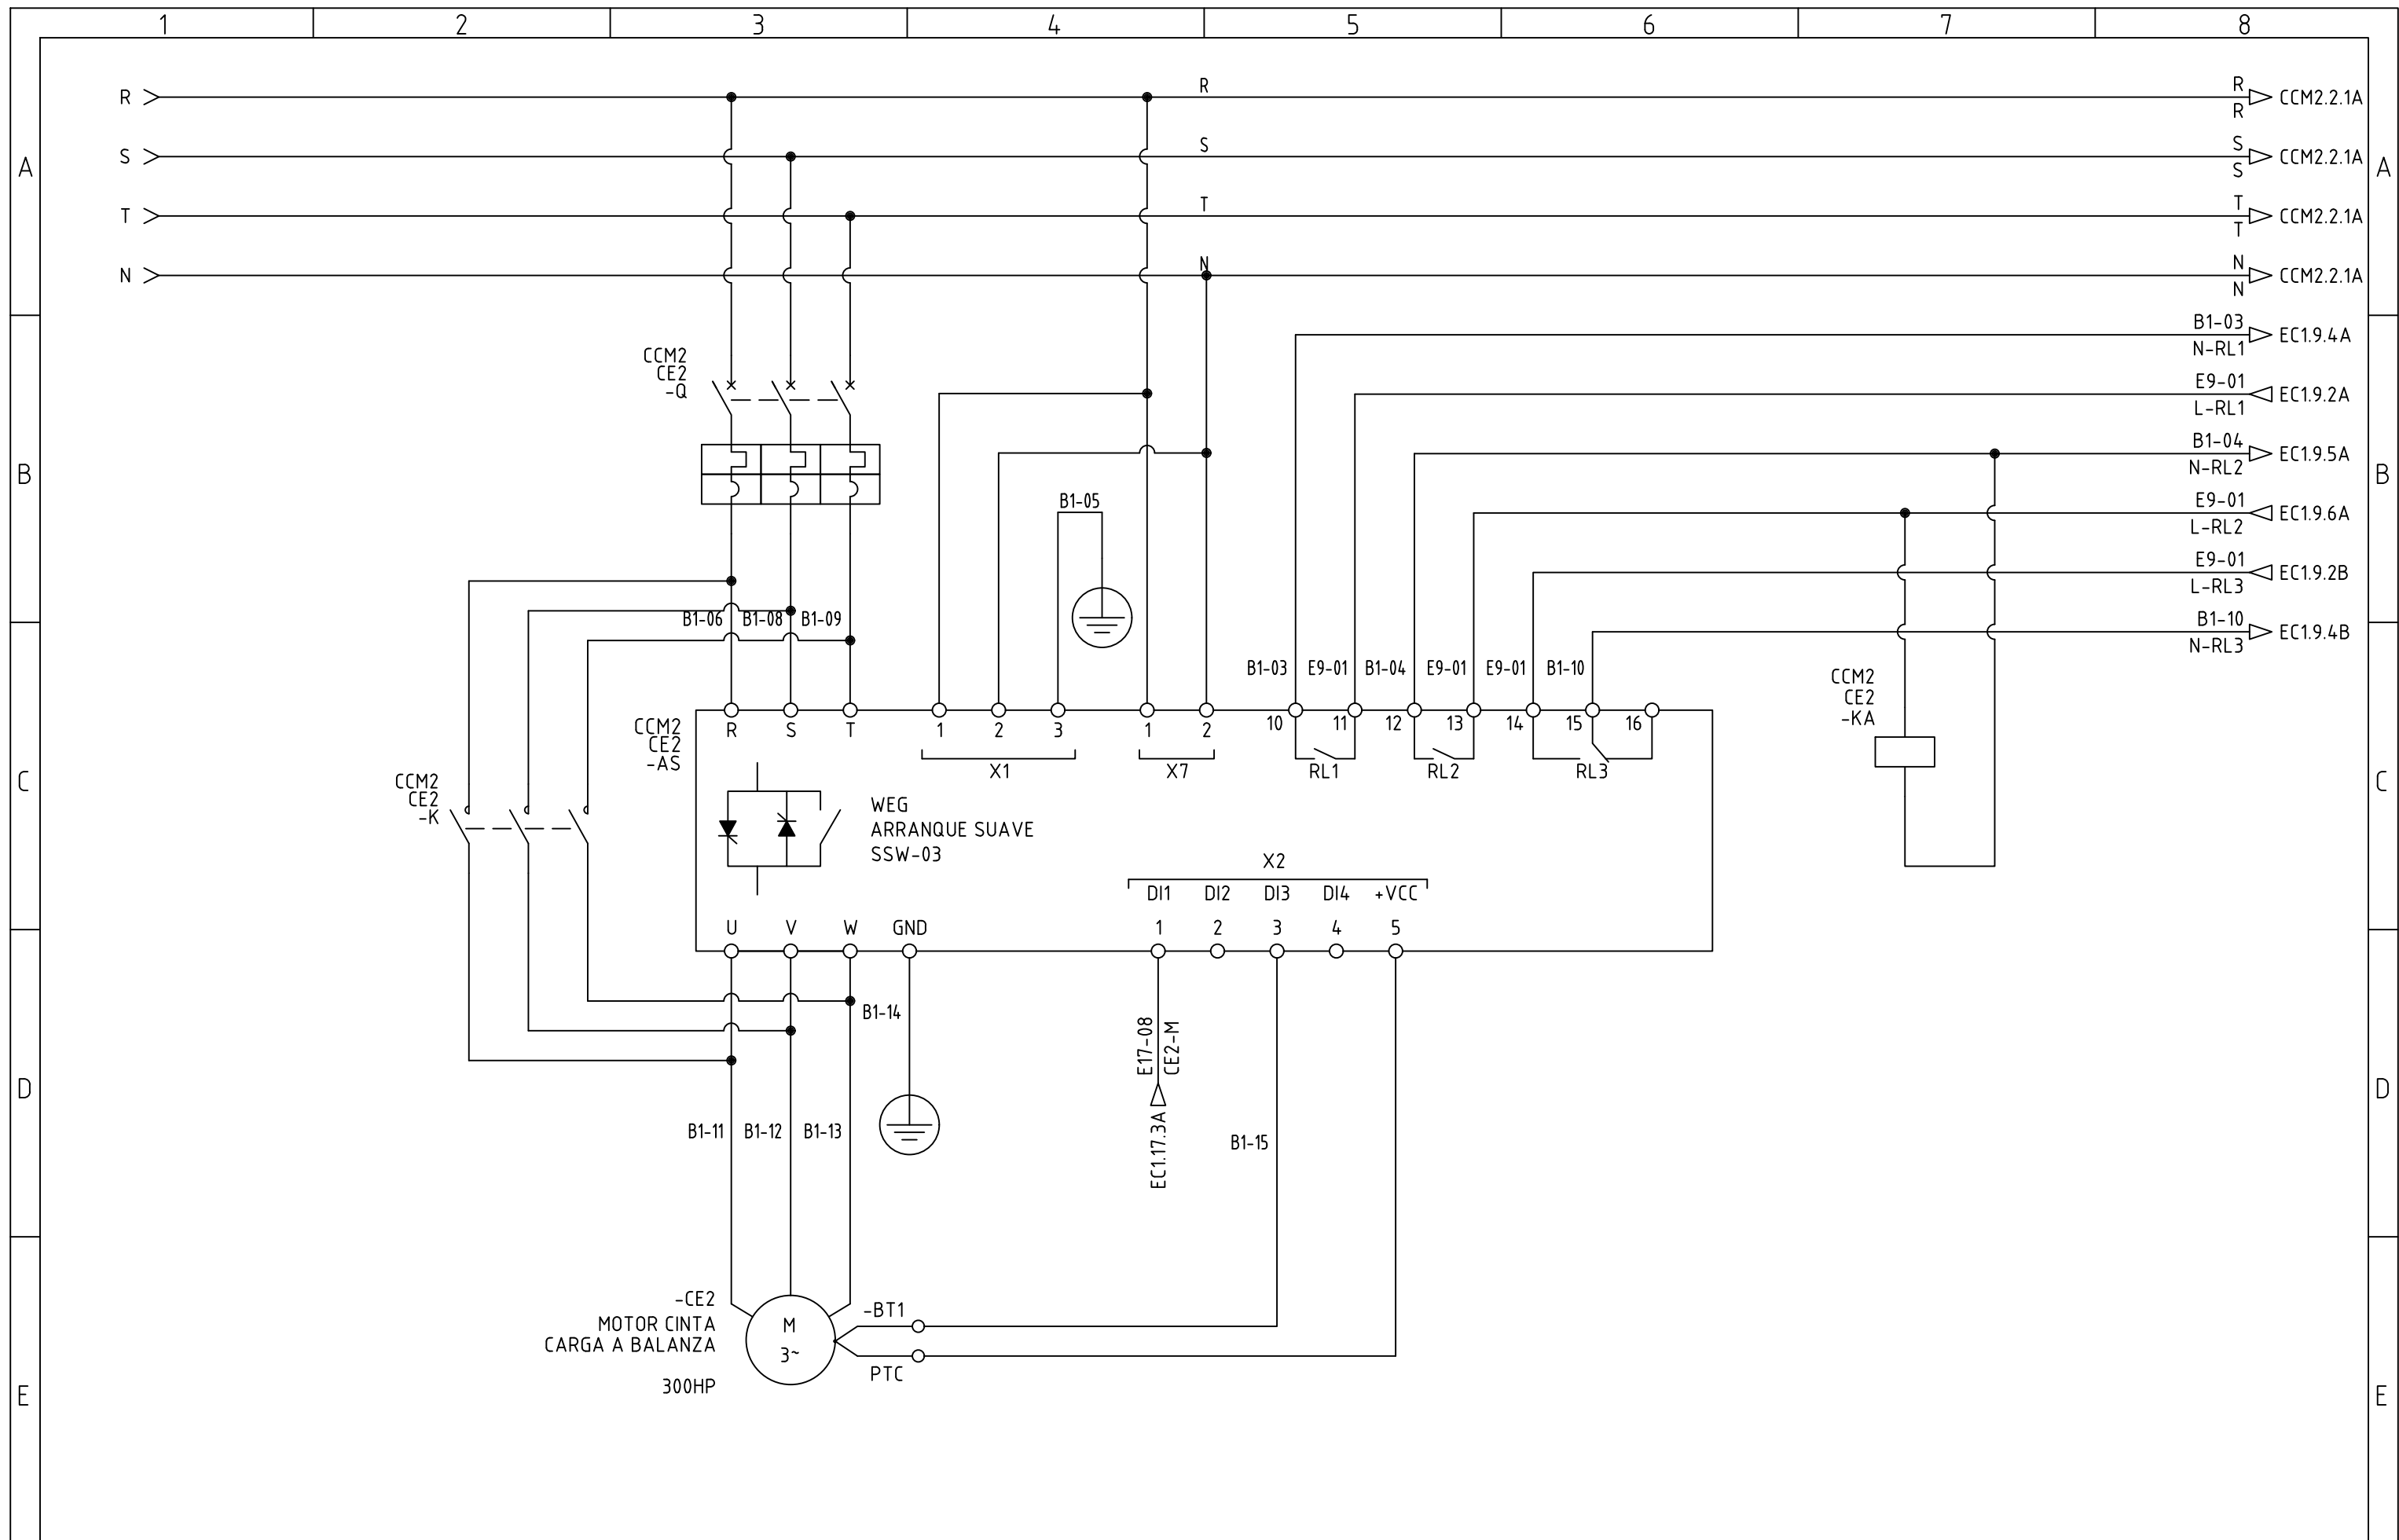 1 2 3 4 5 6 7 8
A
B
C
D
E
A
B
C
D
E
R
S
T
N
R
S
T
N
R
R
CCM2.2.1A
S
S
CCM2.2.1A
T
T
CCM2.2.1A
N
N
CCM2.2.1A
B1-03
N-RL1
EC1.9.4A
E9-01
L-RL1
EC1.9.2A
B1-04
N-RL2
EC1.9.5A
E9-01
L-RL2
EC1.9.6A
E9-01
L-RL3
EC1.9.2B
B1-10
N-RL3
EC1.9.4B
CCM2
CE2
-Q
B1-05
B1-06 B1-08 B1-09
B1-03 E9-01 B1-04 E9-01 E9-01 B1-10
CCM2
CE2
-KA
CCM2
CE2
-AS
R S T 1 2 3 1 2 10 11 12 13 14 15 16
X1 X7 RL1 RL2 RL3
CCM2
CE2
-K
WEG
ARRANQUE SUAVE
SSW-03
X2
DI1 DI2 DI3 DI4 +VCC
U V W GND 1 2 3 4 5
B1-14
E17-08
CE2-M
EC1.17.3A
B1-11 B1-12 B1-13
B1-15
-CE2
MOTOR CINTA
CARGA A BALANZA
300HP
M
3~
-BT1
PTC